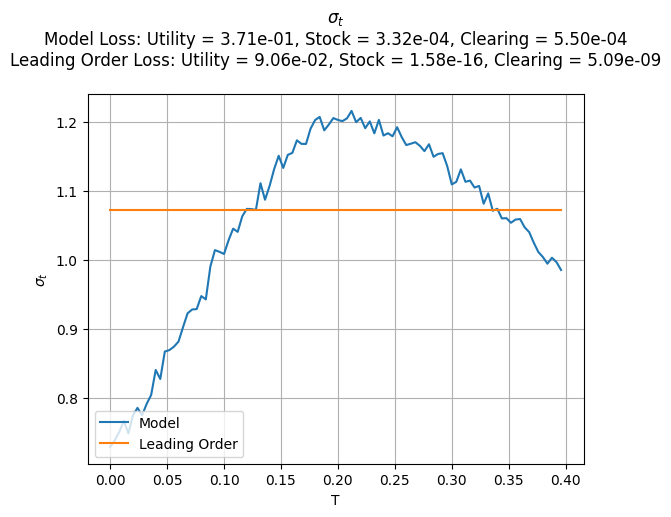 σt
Model Loss: Utility = 3.71e-01, Stock = 3.32e-04, Clearing = 5.50e-04
Leading Order Loss: Utility = 9.06e-02, Stock = 1.58e-16, Clearing = 5.09e-09
1.2
1.1
1.0
0.9
0.8
σt
Model
Leading Order
0.00 0.05 0.10 0.15 0.20 0.25 0.30 0.35 0.40
T